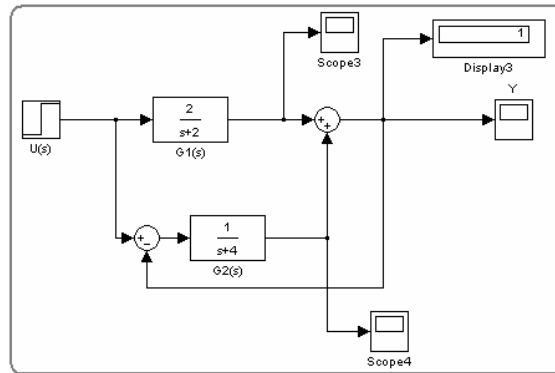 1
Scope3
Display3
Y
2
s+2
+
+
U(s)
G1(s)
+
−
1
s+4
G2(s)
Scope4